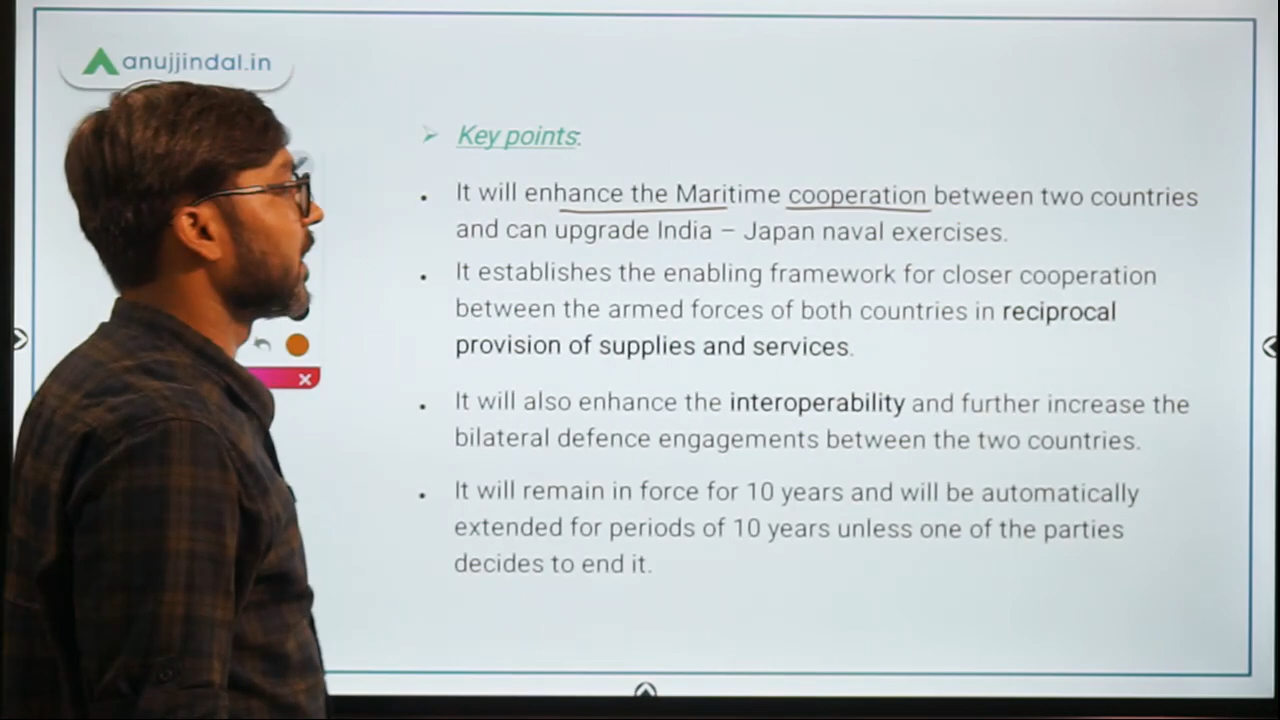 anujjindal.in
Key points:
It will enhance the Maritime cooperation between two countries
and can upgrade India – Japan naval exercises.
It establishes the enabling framework for closer cooperation
between the armed forces of both countries in reciprocal
provision of supplies and services.
It will also enhance the interoperability and further increase the
bilateral defence engagements between the two countries.
It will remain in force for 10 years and will be automatically
extended for periods of 10 years unless one of the parties
decides to end it.